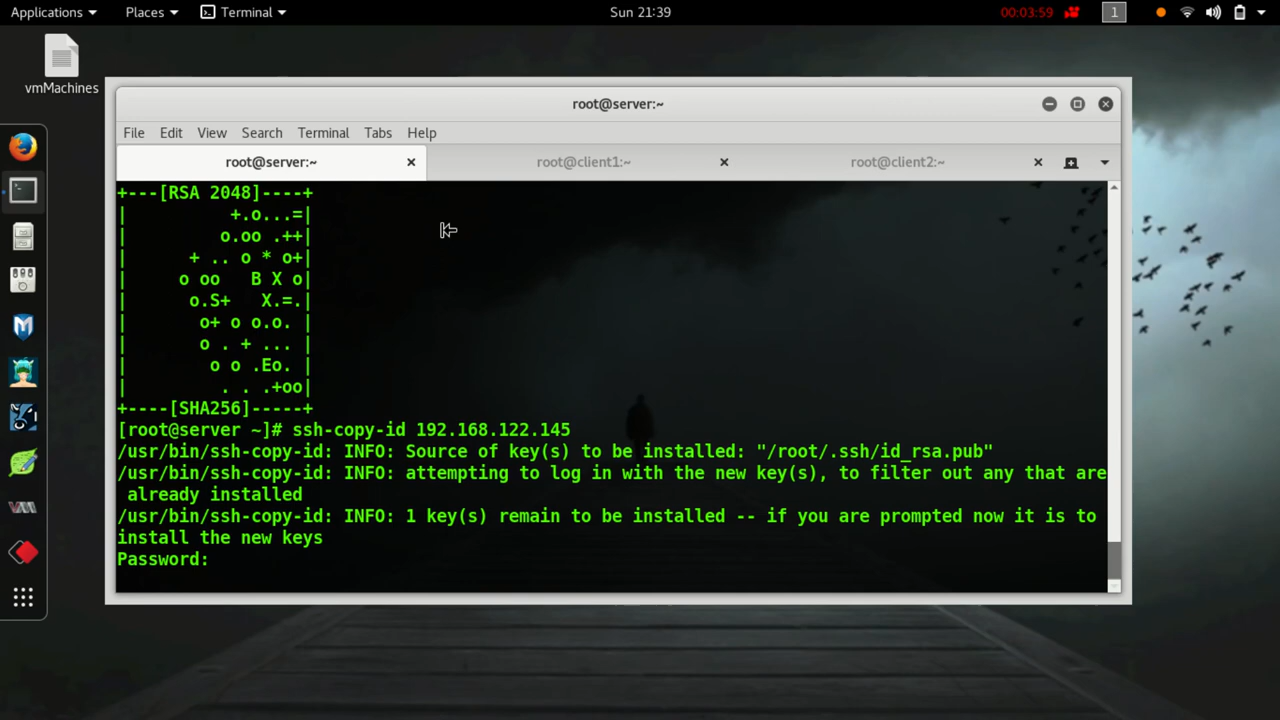 Applications Places Terminal Sun 21:39 00:03:59 1
vmMachines
root@server:~
File Edit View Search Terminal Tabs Help
root@server:~ root@client1:~ root@client2:~
+---[RSA 2048]----+
|          +.o...=|
|         o.oo .++|
|      + .. o * o+|
|     o oo   B X o|
|      o.S+   X.=.|
|       o+ o o.o. |
|       o . + ... |
|        o o .Eo. |
|         . . .+oo|
+----[SHA256]-----+
[root@server ~]# ssh-copy-id 192.168.122.145
/usr/bin/ssh-copy-id: INFO: Source of key(s) to be installed: "/root/.ssh/id_rsa.pub"
/usr/bin/ssh-copy-id: INFO: attempting to log in with the new key(s), to filter out any that are
already installed
/usr/bin/ssh-copy-id: INFO: 1 key(s) remain to be installed -- if you are prompted now it is to
install the new keys
Password: